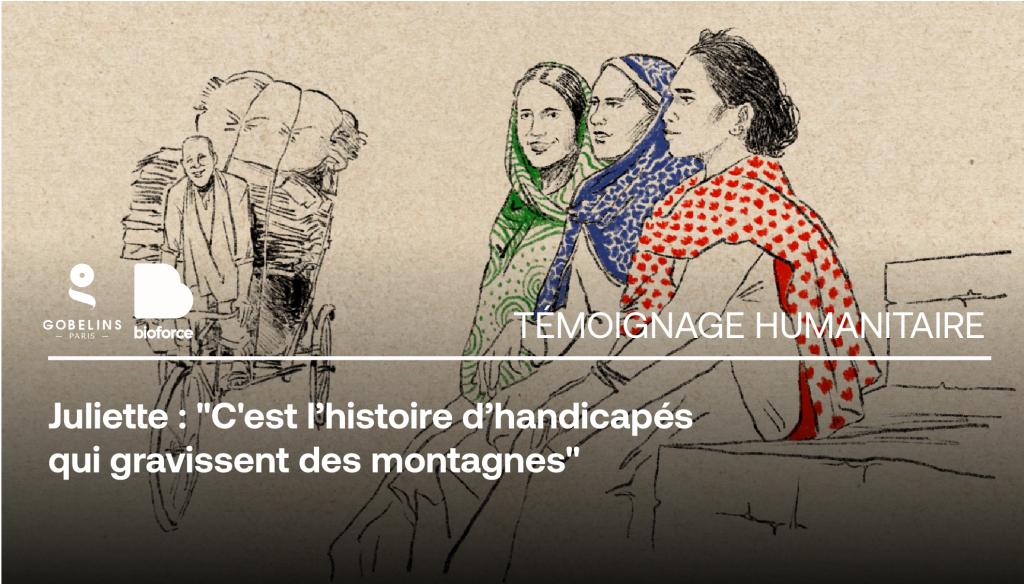 GOBELINS
— PARIS —
bioforce
TÉMOIGNAGE HUMANITAIRE
Juliette : "C'est l’histoire d’handicapés
qui gravissent des montagnes"